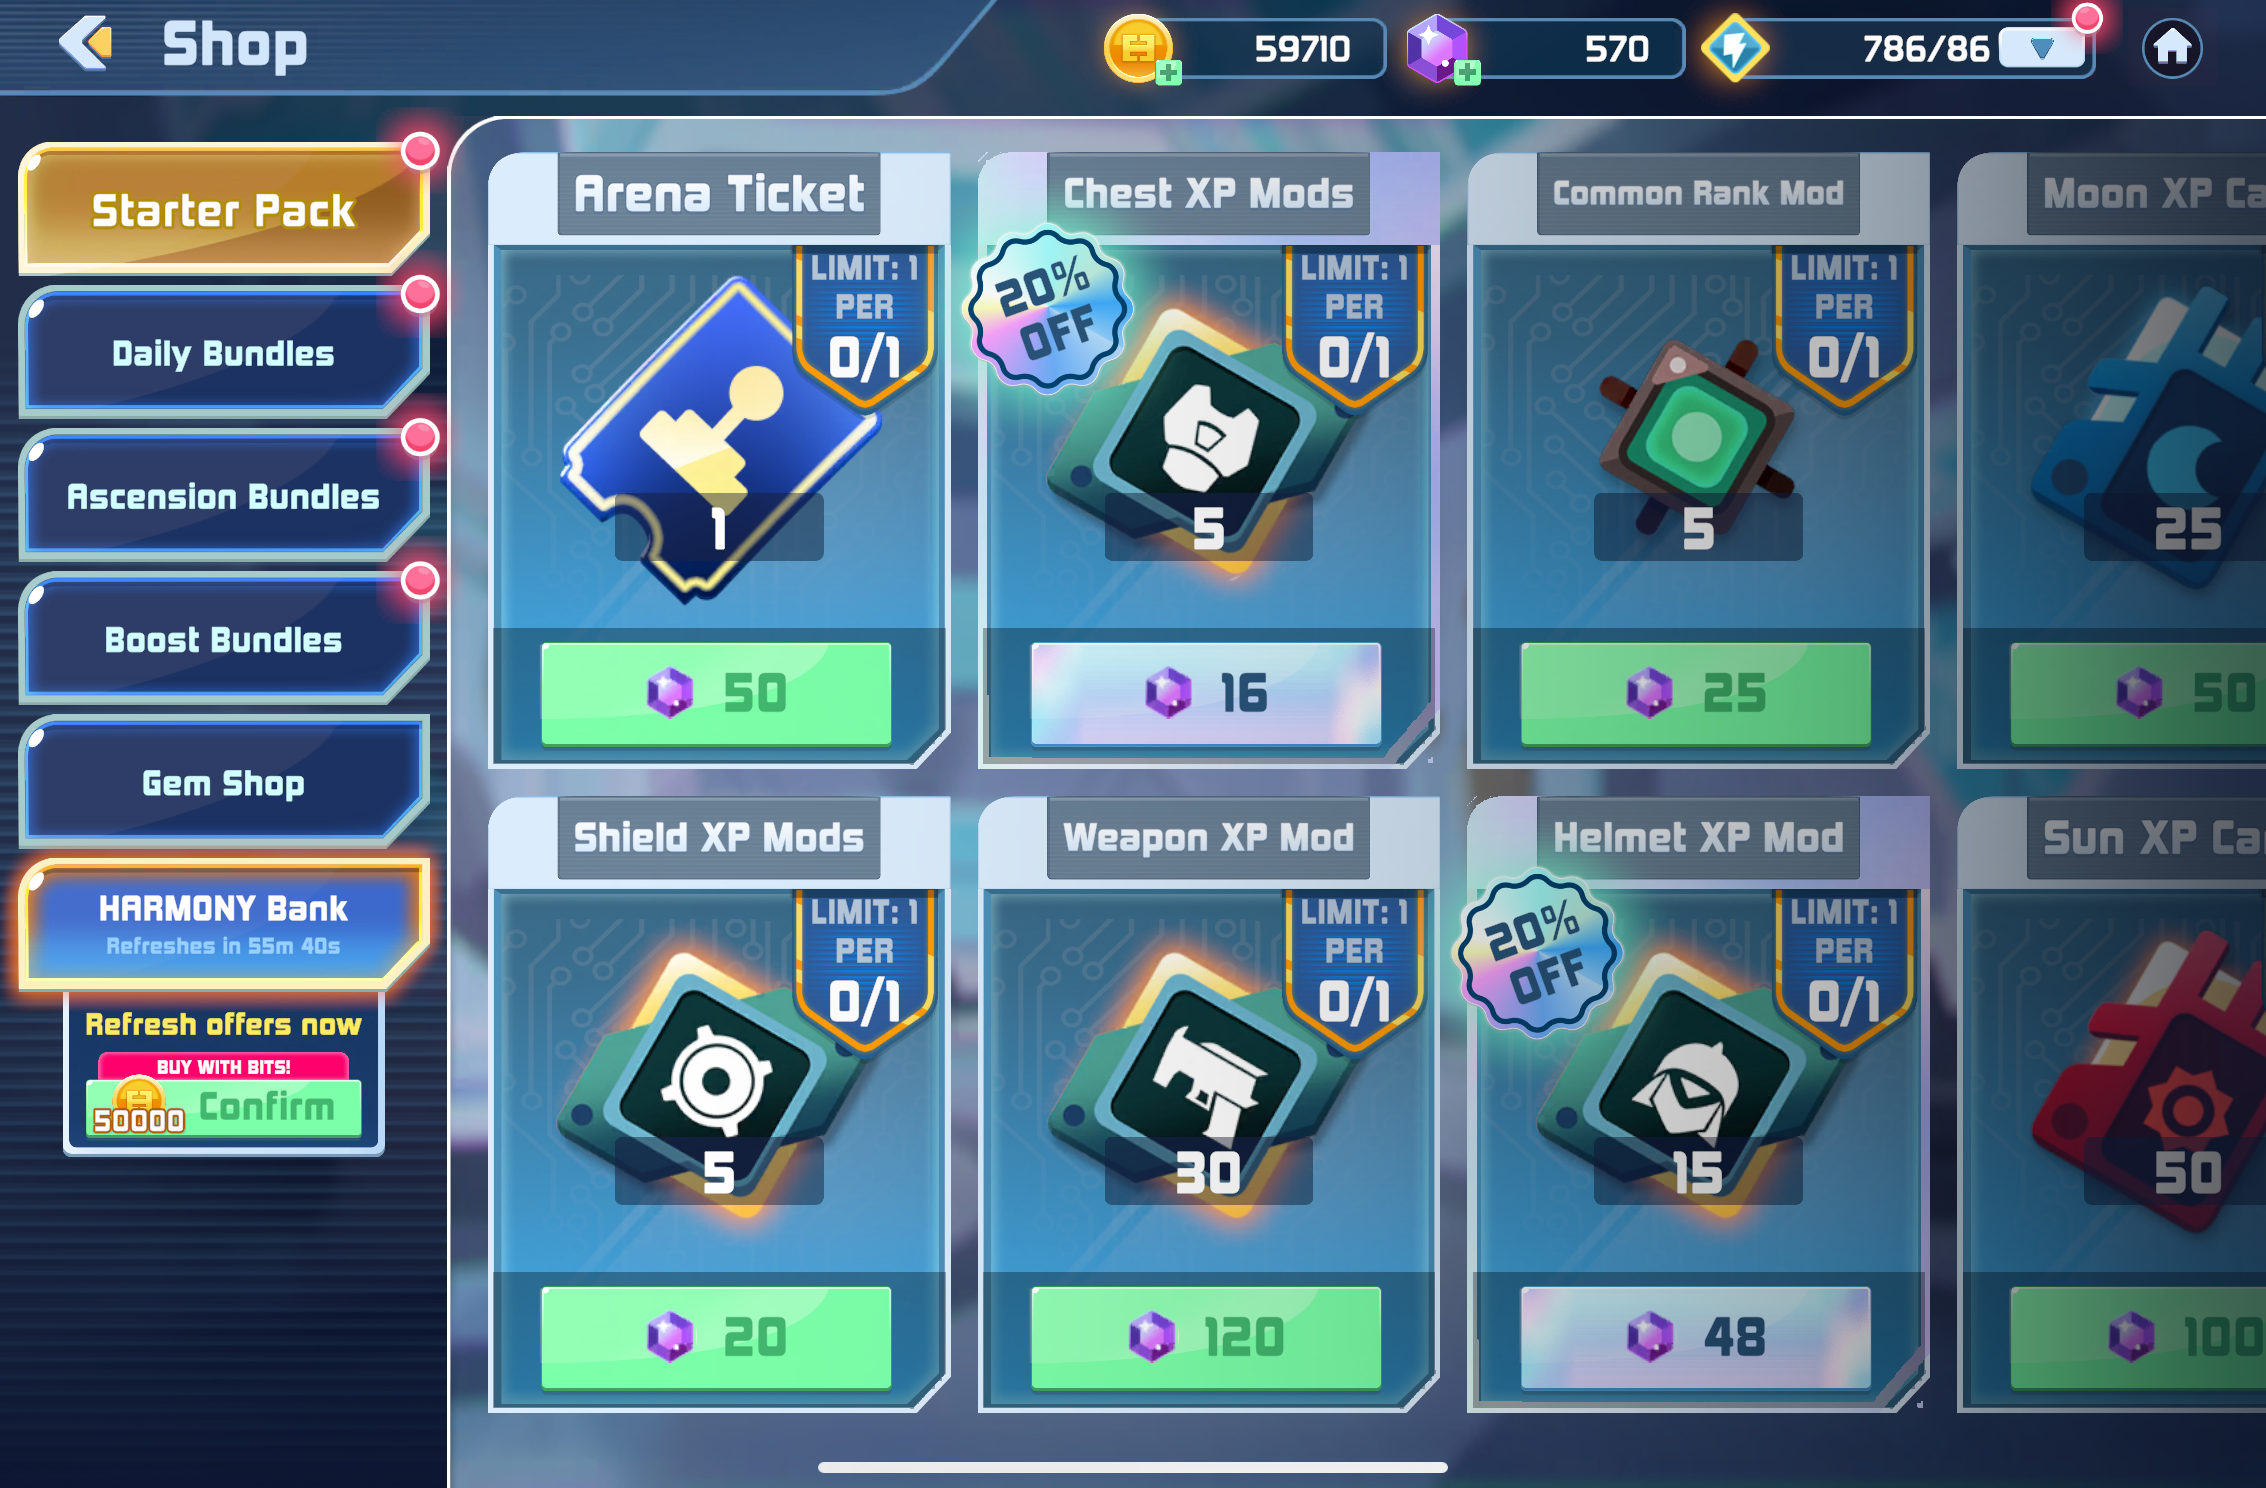 Shop
59710
570
786/86
Starter Pack
Daily Bundles
Ascension Bundles
Boost Bundles
Gem Shop
HARMONY Bank
Refreshes in 55m 40s
Refresh offers now
BUY WITH BITS!
50000 Confirm
Arena Ticket
LIMIT: 1
PER
0/1
1
50
Chest XP Mods
20%
OFF
LIMIT: 1
PER
0/1
5
16
Common Rank Mod
LIMIT: 1
PER
0/1
5
25
Moon XP Ca
25
50
Shield XP Mods
LIMIT: 1
PER
0/1
5
20
Weapon XP Mod
LIMIT: 1
PER
0/1
30
120
Helmet XP Mod
20%
OFF
LIMIT: 1
PER
0/1
15
48
Sun XP Ca
50
100